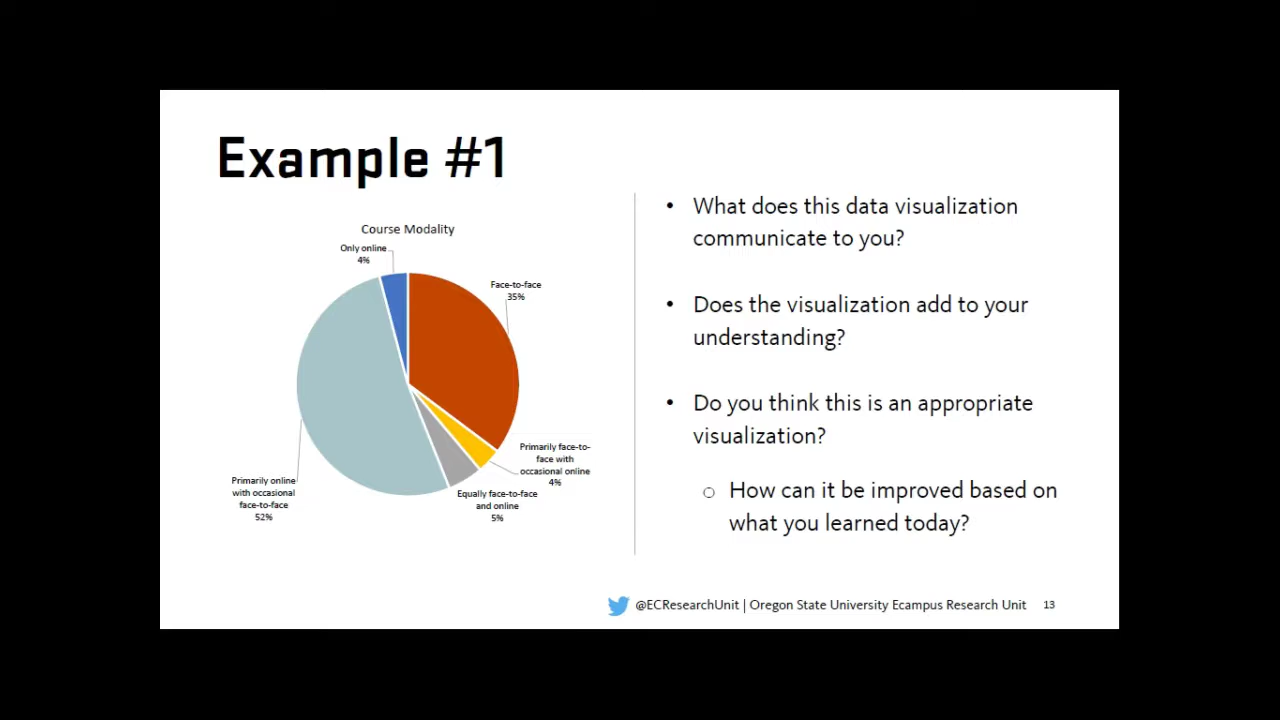 Example #1
Course Modality
Only online
4%
Face-to-face
35%
Primarily face-to-
face with
occasional online
4%
Equally face-to-face
and online
5%
Primarily online
with occasional
face-to-face
52%
• What does this data visualization
communicate to you?
• Does the visualization add to your
understanding?
• Do you think this is an appropriate
visualization?
o How can it be improved based on
what you learned today?
@ECResearchUnit | Oregon State University Ecampus Research Unit 13